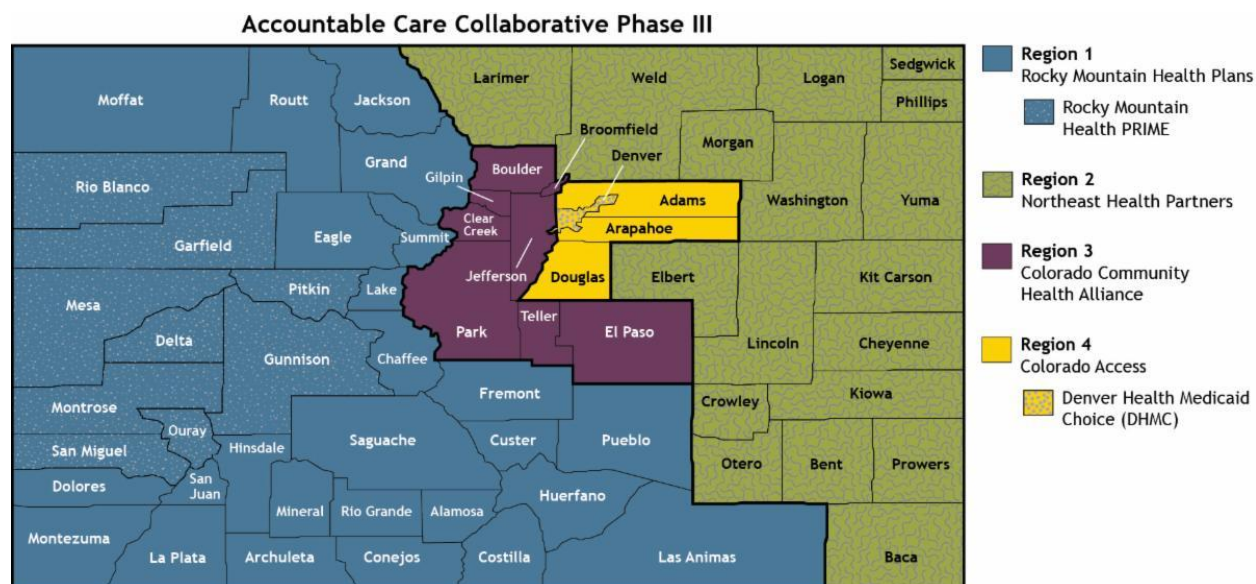 Accountable Care Collaborative Phase III
Moffat
Routt
Jackson
Larimer
Weld
Logan
Sedgwick
Phillips
Rio Blanco
Grand
Gilpin
Boulder
Broomfield
Denver
Morgan
Washington
Yuma
Garfield
Eagle
Summit
Clear
Creek
Jefferson
Adams
Arapahoe
Mesa
Pitkin
Lake
Park
Douglas
Elbert
Kit Carson
Delta
Gunnison
Chaffee
Teller
El Paso
Lincoln
Cheyenne
Montrose
Ouray
Fremont
Crowley
Kiowa
San Miguel
Hinsdale
Saguache
Custer
Pueblo
Otero
Bent
Prowers
Dolores
San
Juan
Mineral
Rio Grande
Alamosa
Huerfano
Montezuma
La Plata
Archuleta
Conejos
Costilla
Las Animas
Baca
Region 1
Rocky Mountain Health Plans
Rocky Mountain
Health PRIME
Region 2
Northeast Health Partners
Region 3
Colorado Community
Health Alliance
Region 4
Colorado Access
Denver Health Medicaid
Choice (DHMC)